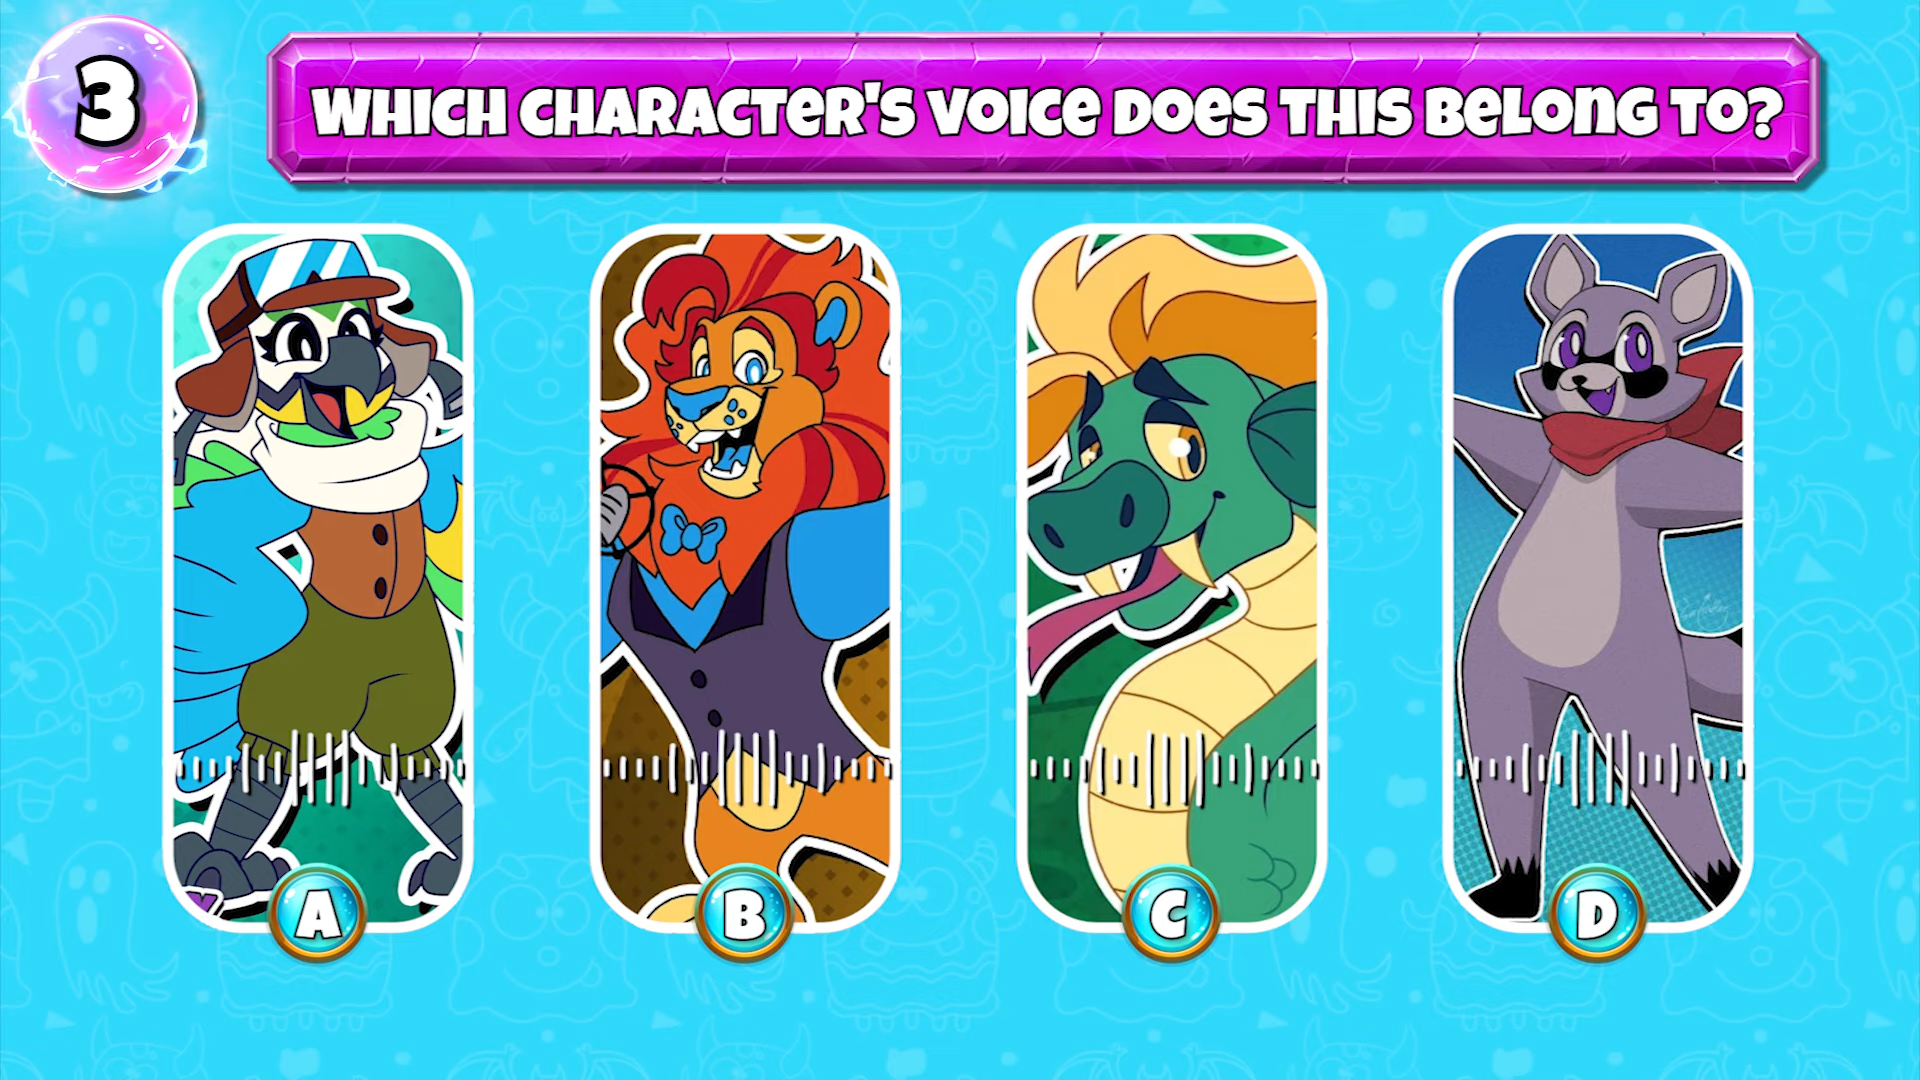 3
WHICH CHARACTER'S VOICE DOES THIS BELONG TO?
A
B
C
D